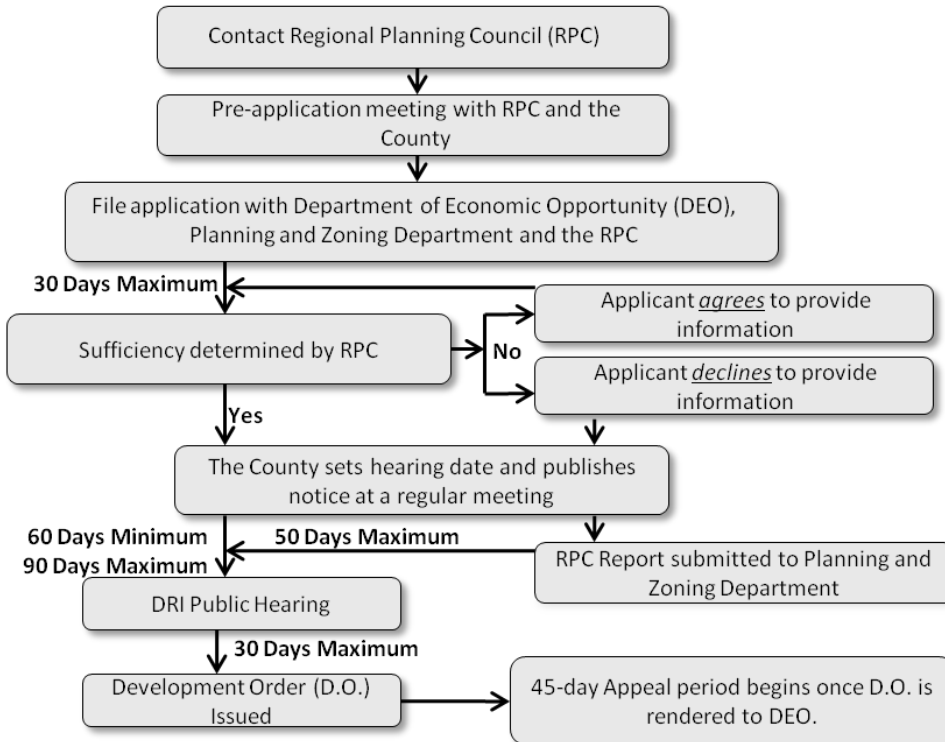 Contact Regional Planning Council (RPC)
Pre-application meeting with RPC and the
County
File application with Department of Economic Opportunity (DEO),
Planning and Zoning Department and the RPC
30 Days Maximum
Applicant agrees to provide
information
Sufficiency determined by RPC
No
Applicant declines to provide
information
Yes
The County sets hearing date and publishes
notice at a regular meeting
60 Days Minimum
90 Days Maximum
50 Days Maximum
RPC Report submitted to Planning and
Zoning Department
DRI Public Hearing
30 Days Maximum
Development Order (D.O.)
Issued
45-day Appeal period begins once D.O. is
rendered to DEO.